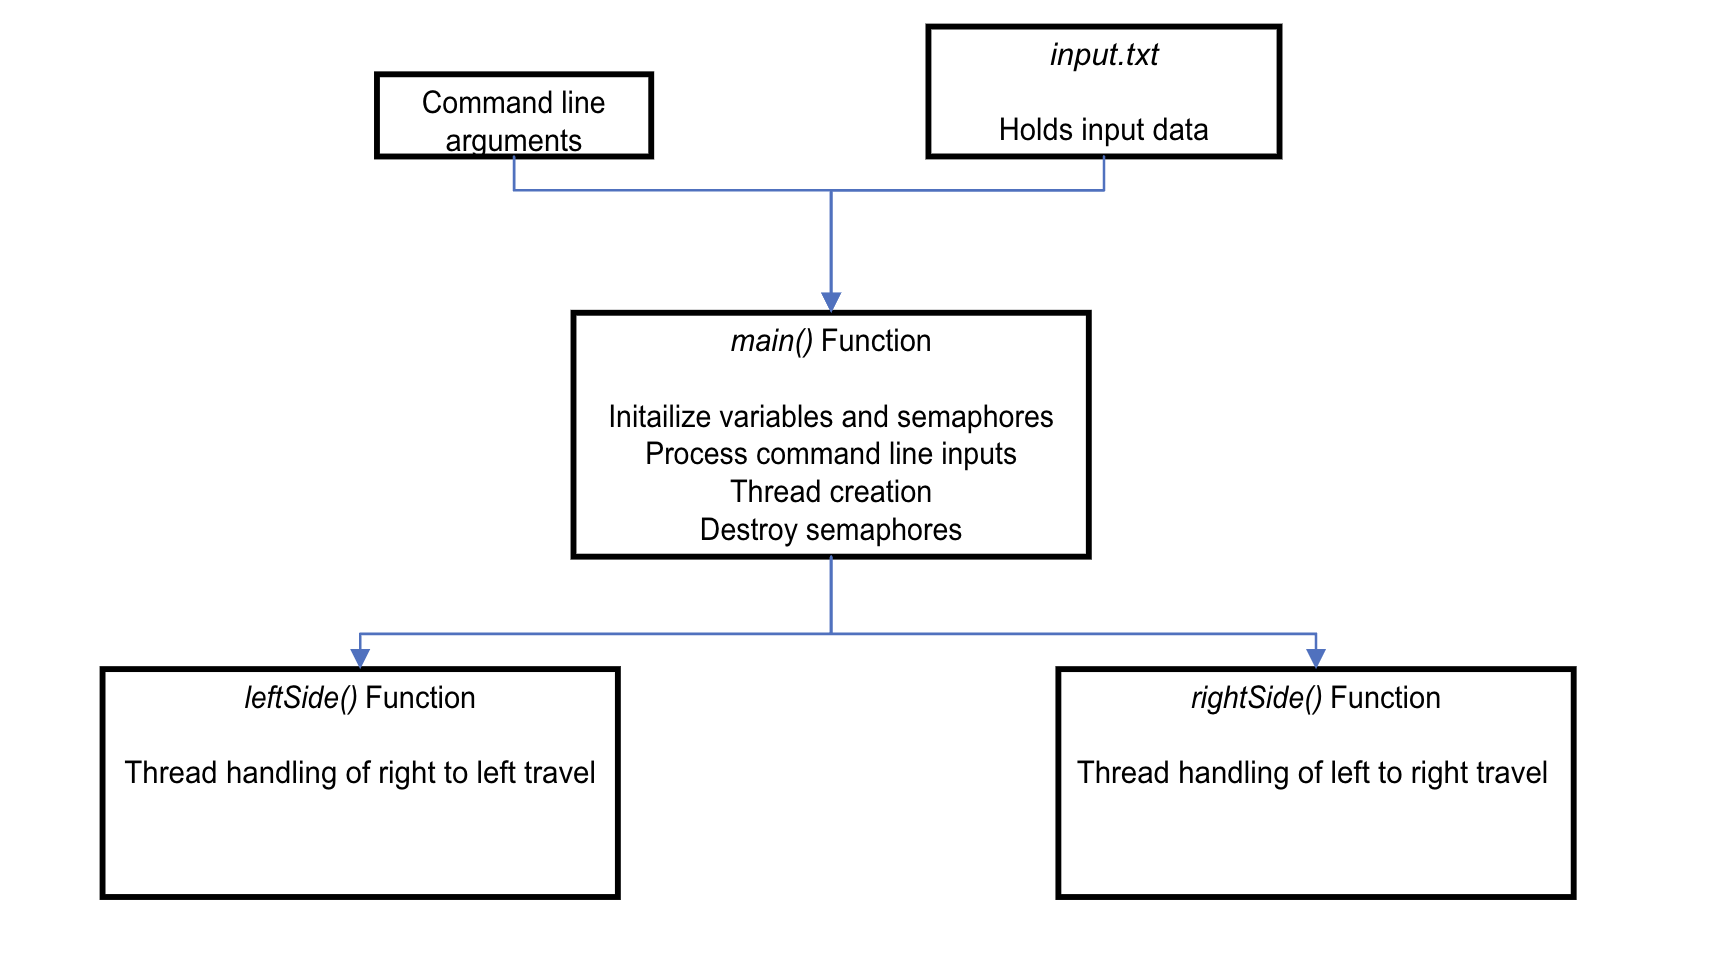 Command line
arguments
input.txt
Holds input data
main() Function
Initailize variables and semaphores
Process command line inputs
Thread creation
Destroy semaphores
leftSide() Function
Thread handling of right to left travel
rightSide() Function
Thread handling of left to right travel